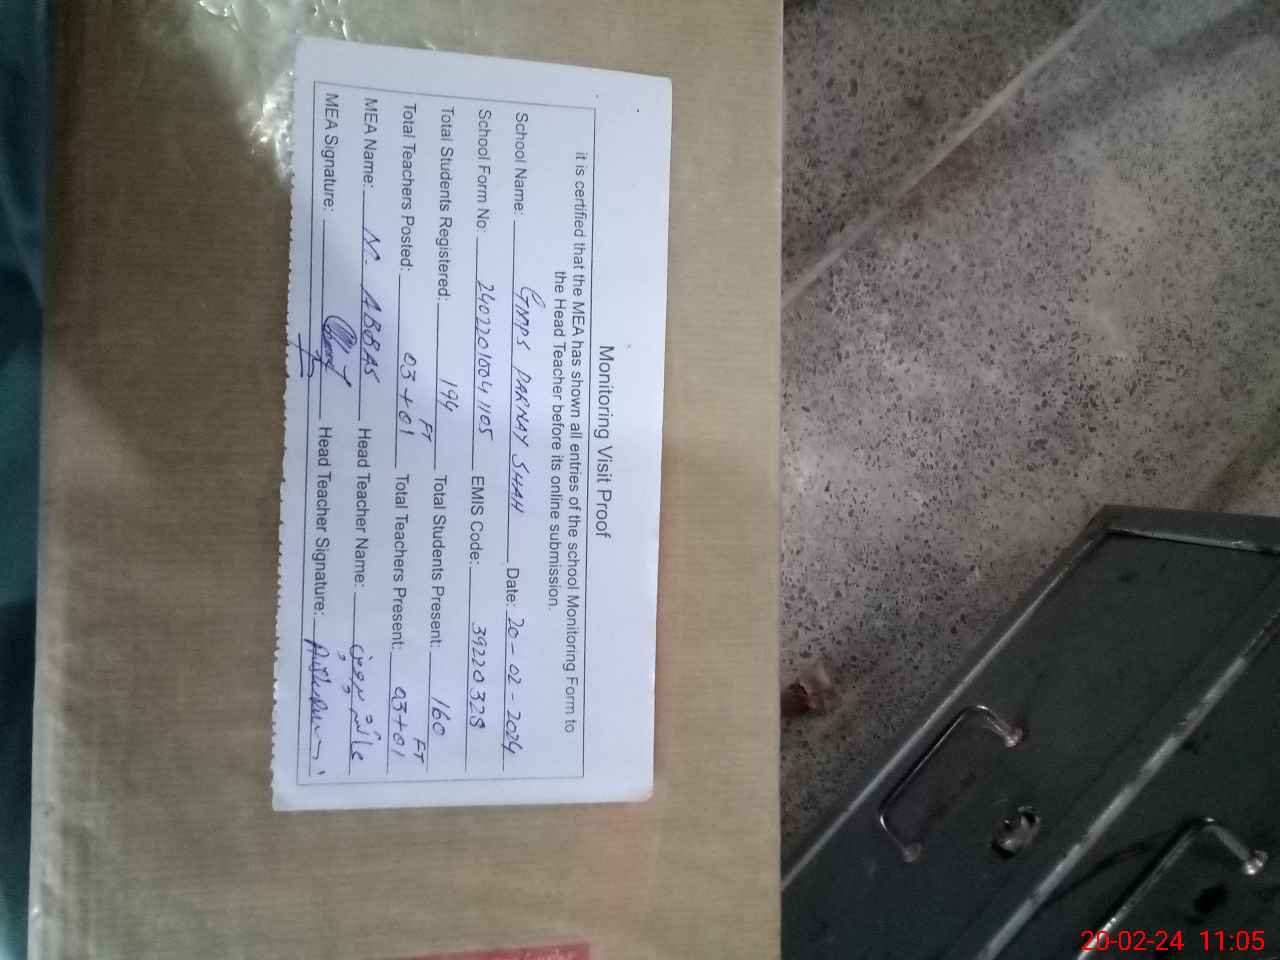 Monitoring Visit Proof
it is certified that the MEA has shown all entries of the school Monitoring Form to
the Head Teacher before its online submission.
School Name: GMPS PARNAY SHAH Date: 20-02-2024
School Form No: 2402201604 1105 EMIS Code: 39220328
Total Students Registered: 194 Total Students Present: 160
Total Teachers Posted: 03+01 FT Total Teachers Present: 03+01 FT
MEA Name: N. ABBAS Head Teacher Name:
MEA Signature: Head Teacher Signature:
20-02-24 11:05